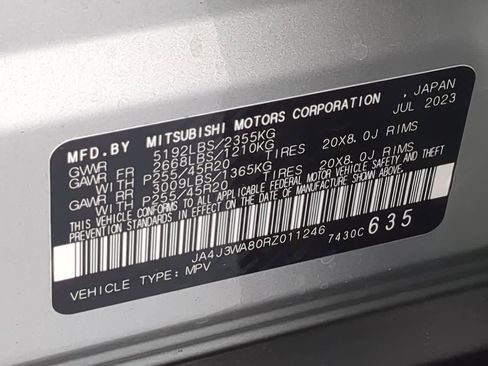 MFD.BY MITSUBISHI MOTORS CORPORATION , JAPAN
JUL 2023
GVWR 5192LBS/2355KG
GAWR FR 2668LBS/1210KG
WITH P255/45R20 TIRES 20X8.0J RIMS
GAWR RR 3009LBS/1365KG
WITH P255/45R20 TIRES 20X8.0J RIMS
THIS VEHICLE CONFORMS TO ALL APPLICABLE FEDERAL MOTOR VEHICLE SAFETY AND THEFT
PREVENTION STANDARDS IN EFFECT ON THE DATE OF MANUFACTURE SHOWN ABOVE.
JA4J3WA80RZ011246 7430C 635
VEHICLE TYPE: MPV